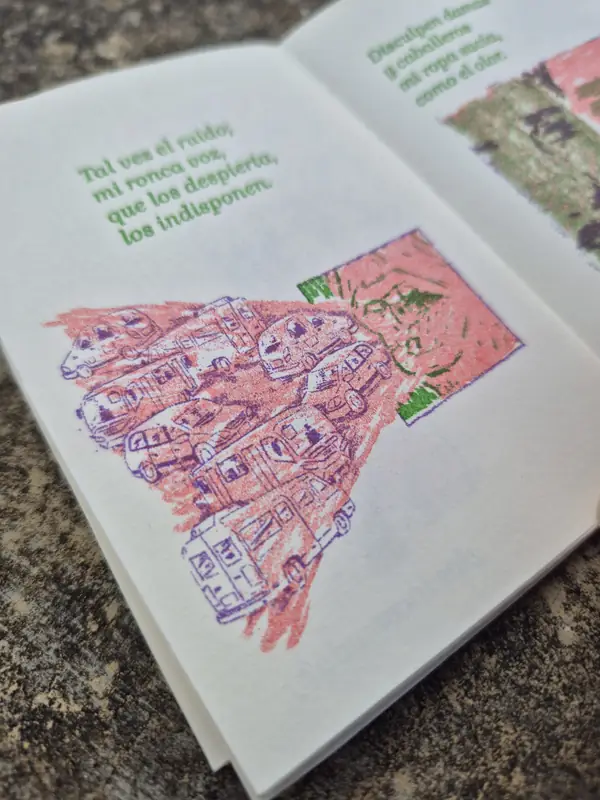 Tal vez el ruido;
mi ronca voz,
que los despierta,
los indisponen.
Disculpen damas
y caballeros
mi ropa sucia,
como el olor.